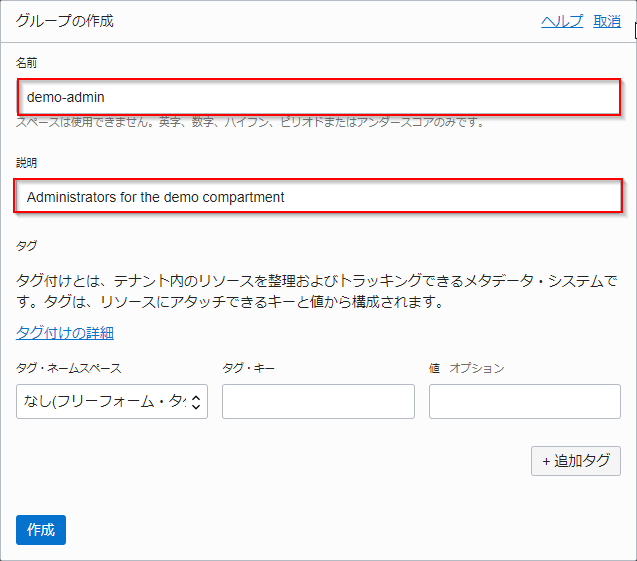 グループの作成 ヘルプ 取消
名前
demo-admin
スペースは使用できません。英字、数字、ハイフン、ピリオドまたはアンダースコアのみです。
説明
Administrators for the demo compartment
タグ
タグ付けとは、テナント内のリソースを整理およびトラッキングできるメタデータ・システムで
す。タグは、リソースにアタッチできるキーと値から構成されます。
タグ付けの詳細
タグ・ネームスペース タグ・キー 値 オプション
なし(フリーフォーム・タグ
+ 追加タグ
作成